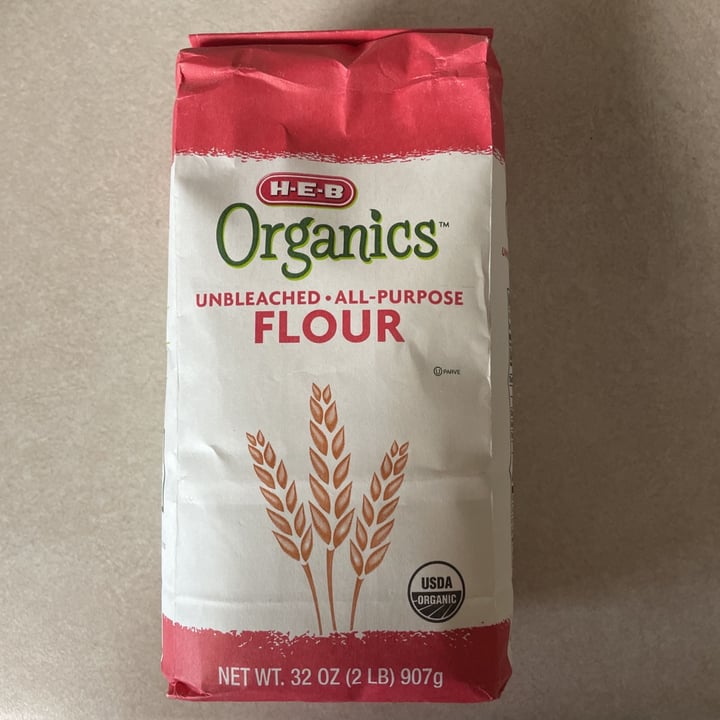 H-E-B
Organics™
UNBLEACHED • ALL-PURPOSE
FLOUR
U PARVE
USDA
ORGANIC
NET WT. 32 OZ (2 LB) 907g